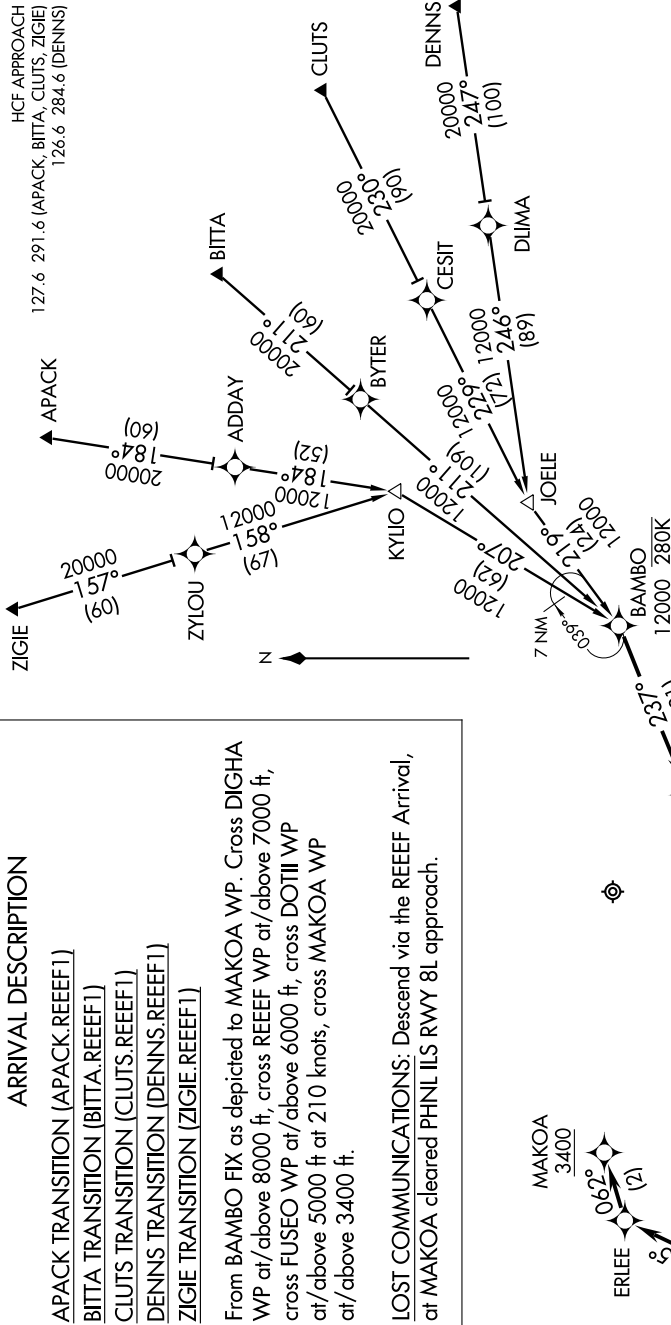 HCF APPROACH
127.6 291.6 (APACK, BITTA, CLUTS, ZIGIE)
126.6 284.6 (DENNS)
ARRIVAL DESCRIPTION
APACK TRANSITION (APACK.REEEF1)
BITTA TRANSITION (BITTA.REEEF1)
CLUTS TRANSITION (CLUTS.REEEF1)
DENNS TRANSITION (DENNS.REEEF1)
ZIGIE TRANSITION (ZIGIE.REEEF1)
From BAMBO FIX as depicted to MAKOA WP. Cross DIGHA
WP at/above 8000 ft, cross REEEF WP at/above 7000 ft,
cross FUSEO WP at/above 6000 ft, cross DOTII WP
at/above 5000 ft at 210 knots, cross MAKOA WP
at/above 3400 ft.
LOST COMMUNICATIONS: Descend via the REEEF Arrival,
at MAKOA cleared PHNL ILS RWY 8L approach.
ZIGIE
20000
157°
(60)
ZYLOU
12000
158°
(67)
APACK
20000
184°
(60)
ADDAY
12000
184°
(52)
KYLIO
12000
207°
(62)
BITTA
20000
211°
(60)
BYTER
12000
211°
(109)
CLUTS
20000
230°
(90)
CESIT
12000
229°
(72)
DENNS
20000
247°
(100)
DLIMA
12000
246°
(89)
JOELE
12000
219°
(24)
N
7 NM
039°
BAMBO
12000 280K
237°
MAKOA
3400
062°
(2)
ERLEE